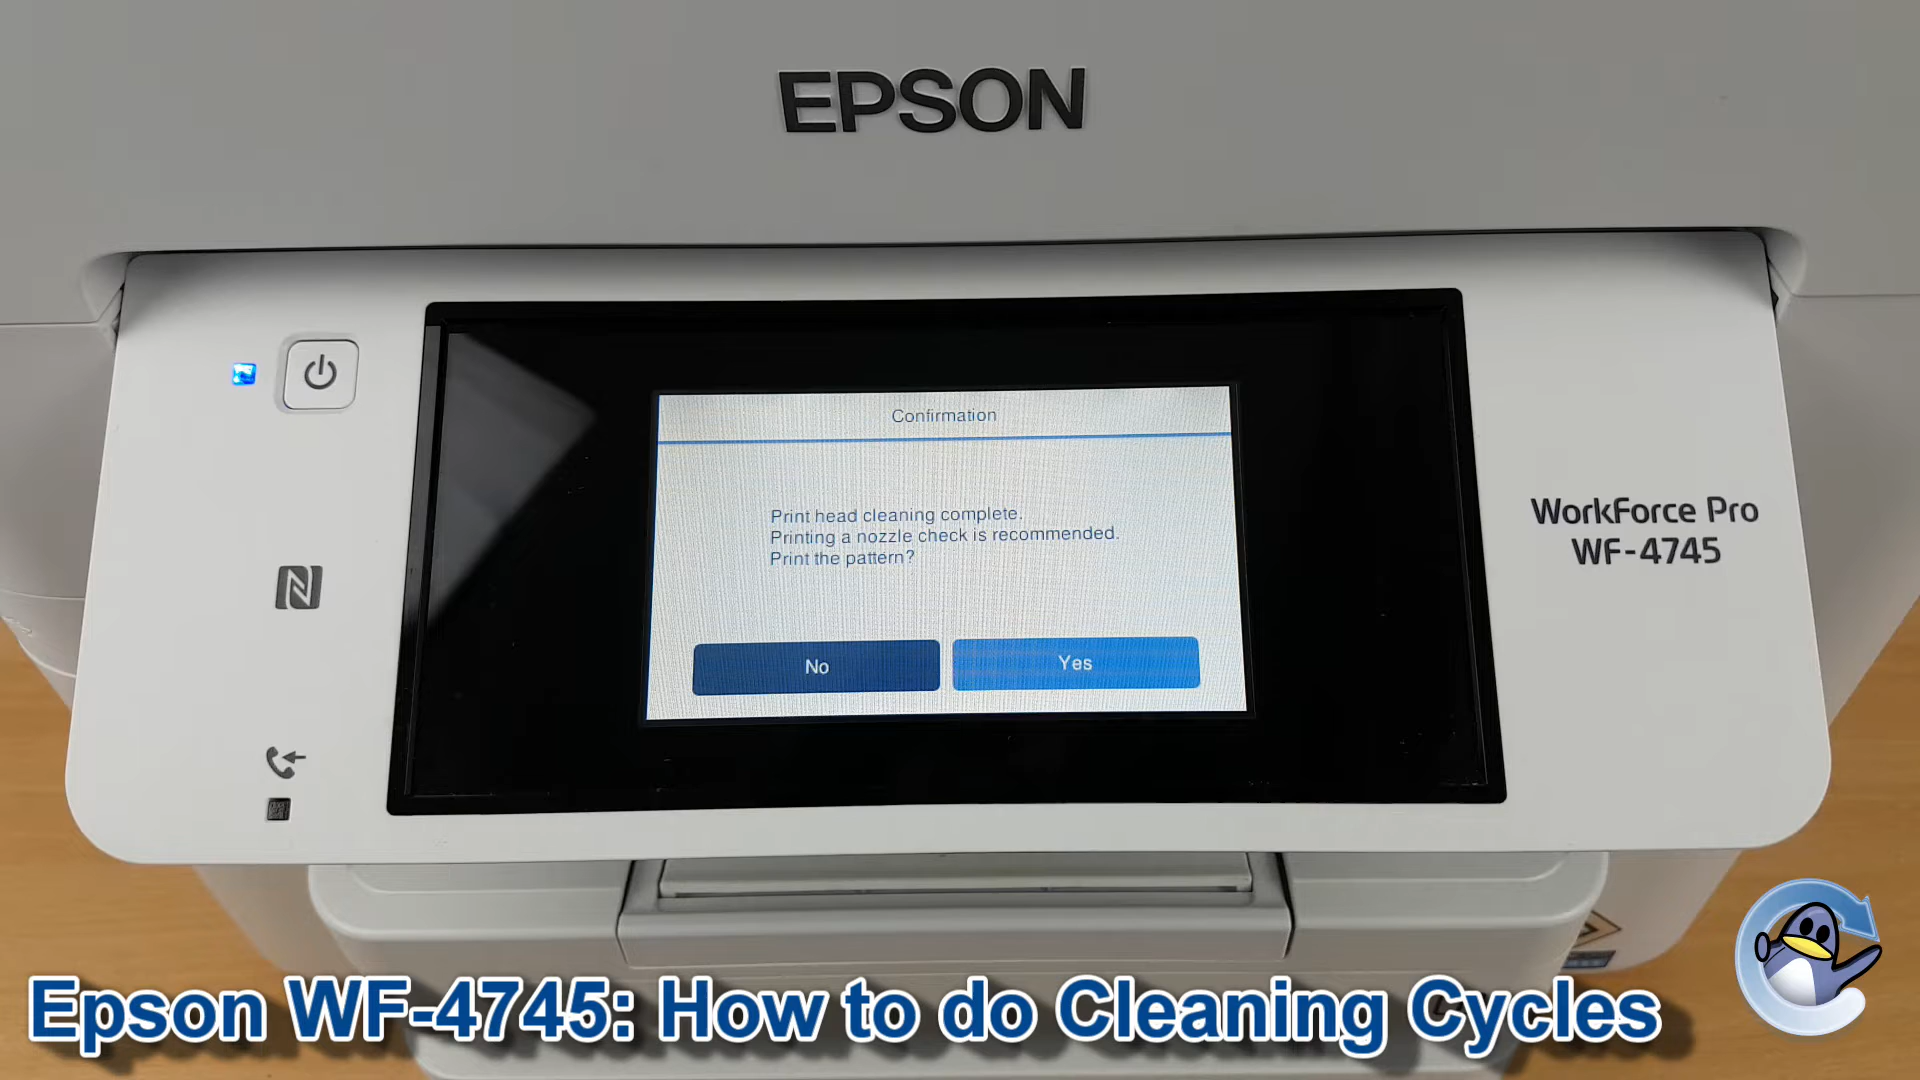 EPSON
Confirmation
Print head cleaning complete.
Printing a nozzle check is recommended.
Print the pattern?
No
Yes
WorkForce Pro
WF-4745
Epson WF-4745: How to do Cleaning Cycles